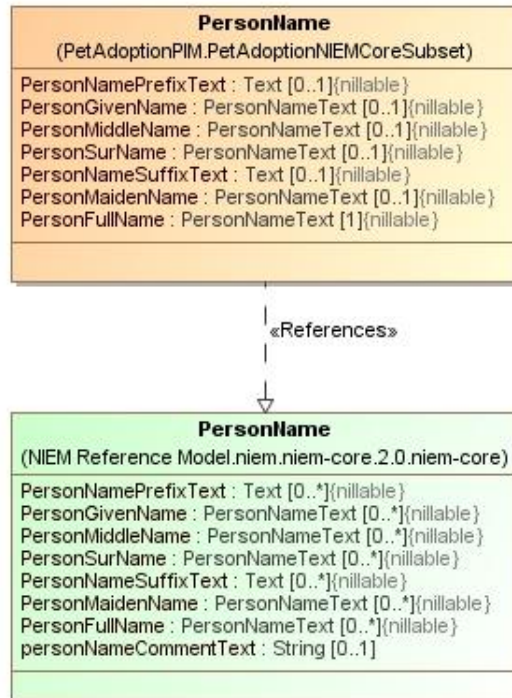 PersonName
(PetAdoptionPIM.PetAdoptionNIEMCoreSubset)
PersonNamePrefixText : Text [0..1]{nillable}
PersonGivenName : PersonNameText [0..1]{nillable}
PersonMiddleName : PersonNameText [0..1]{nillable}
PersonSurName : PersonNameText [0..1]{nillable}
PersonNameSuffixText : Text [0..1]{nillable}
PersonMaidenName : PersonNameText [0..1]{nillable}
PersonFullName : PersonNameText [1]{nillable}
«References»
PersonName
(NIEM Reference Model.niem.niem-core.2.0.niem-core)
PersonNamePrefixText : Text [0..*]{nillable}
PersonGivenName : PersonNameText [0..*]{nillable}
PersonMiddleName : PersonNameText [0..*]{nillable}
PersonSurName : PersonNameText [0..*]{nillable}
PersonNameSuffixText : Text [0..*]{nillable}
PersonMaidenName : PersonNameText [0..*]{nillable}
PersonFullName : PersonNameText [0..*]{nillable}
personNameCommentText : String [0..1]